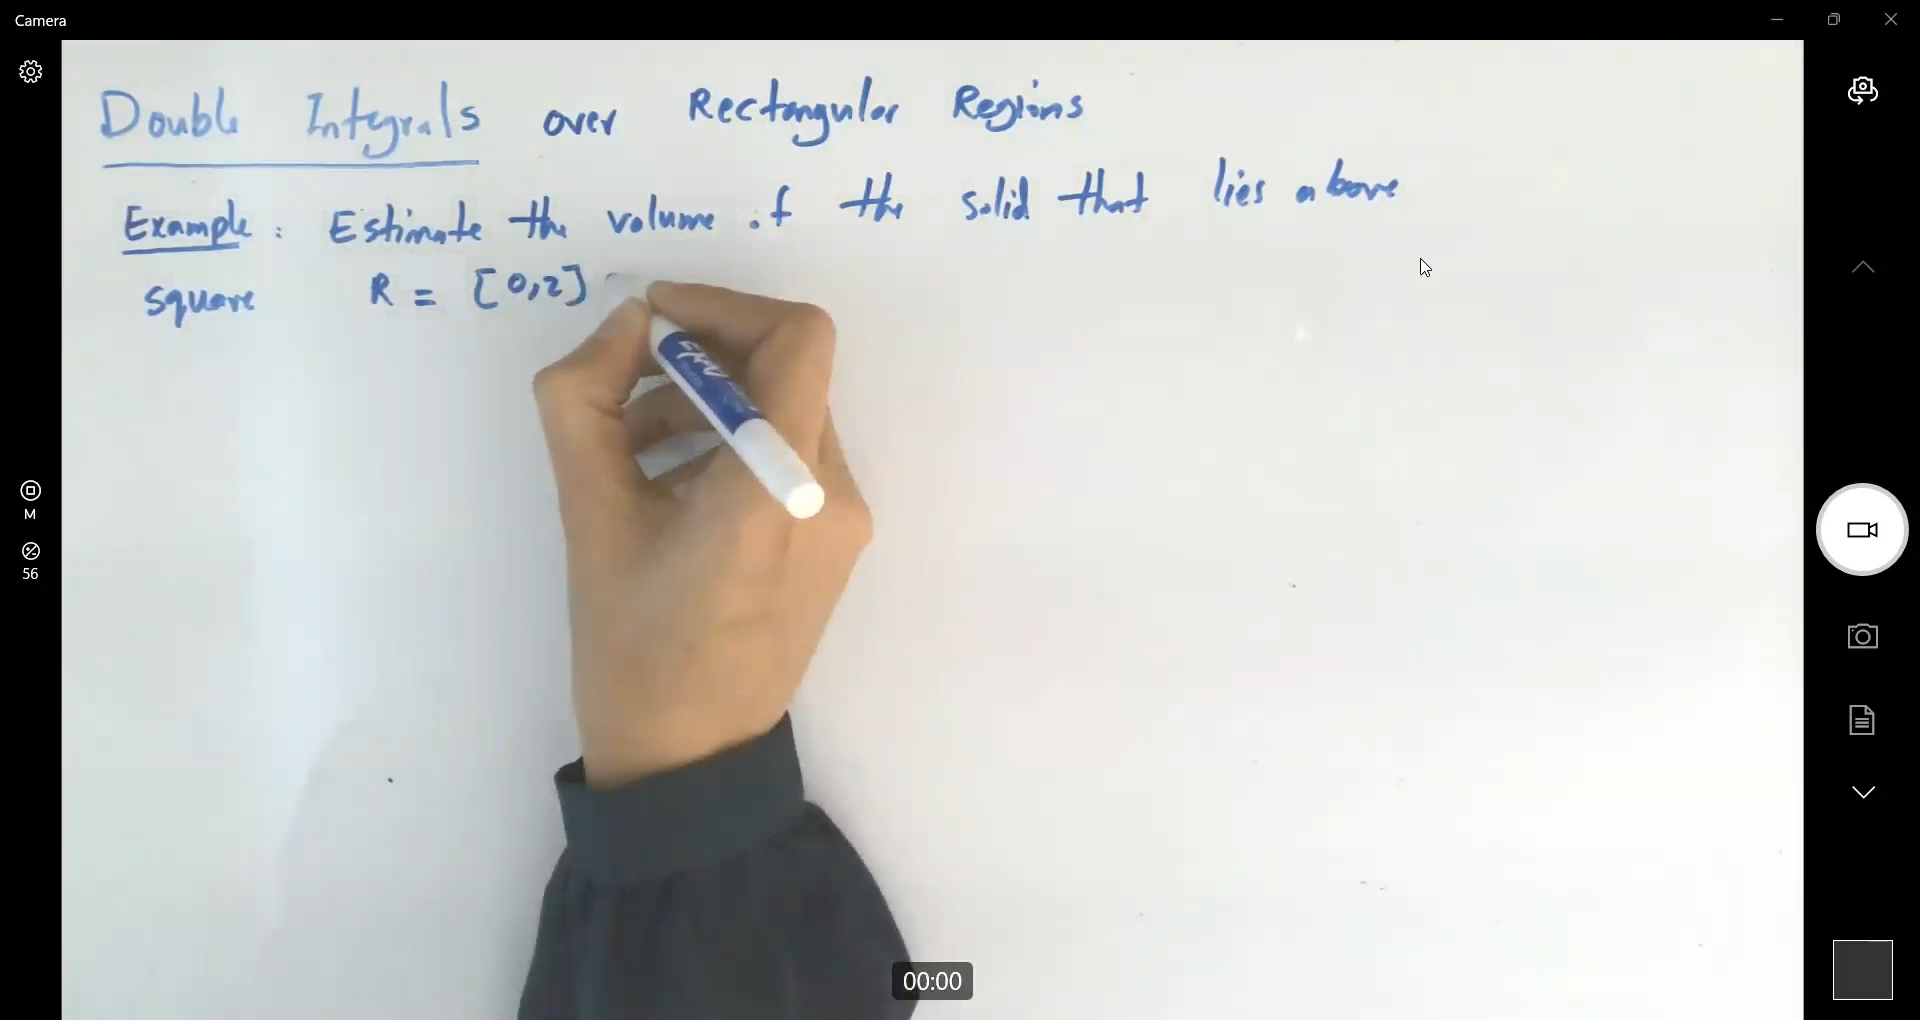 Camera
Double Integrals over Rectangular Regions
Example : Estimate the volume of the solid that lies above
square R = [0,2]
M
56
00:00